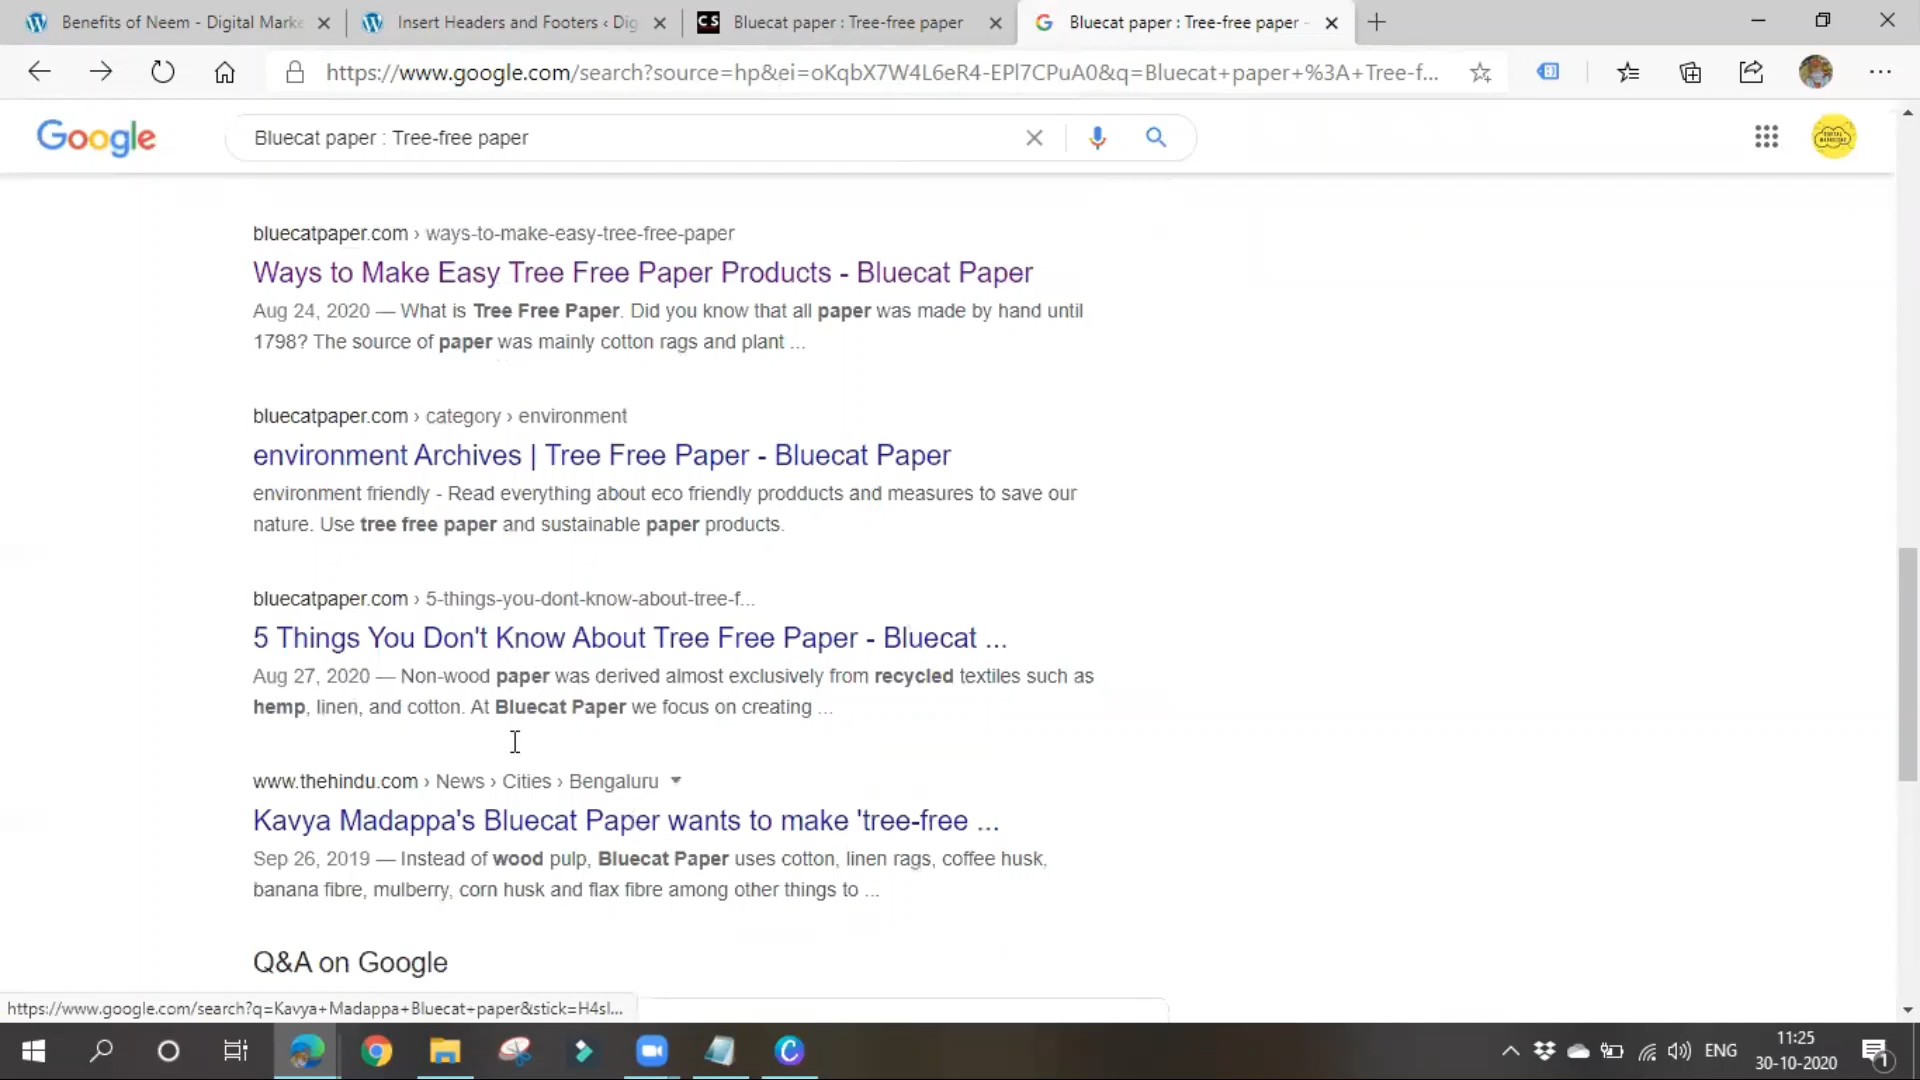 Benefits of Neem - Digital Marke
Insert Headers and Footers ‹ Dig
CS
Bluecat paper : Tree-free paper
Bluecat paper : Tree-free paper -
https://www.google.com/search?source=hp&ei=oKqbX7W4L6eR4-EPl7CPuA0&q=Bluecat+paper+%3A+Tree-f...
Google
Bluecat paper : Tree-free paper
bluecatpaper.com › ways-to-make-easy-tree-free-paper
Ways to Make Easy Tree Free Paper Products - Bluecat Paper
Aug 24, 2020 — What is Tree Free Paper. Did you know that all paper was made by hand until
1798? The source of paper was mainly cotton rags and plant ...
bluecatpaper.com › category › environment
environment Archives | Tree Free Paper - Bluecat Paper
environment friendly - Read everything about eco friendly prodducts and measures to save our
nature. Use tree free paper and sustainable paper products.
bluecatpaper.com › 5-things-you-dont-know-about-tree-f...
5 Things You Don't Know About Tree Free Paper - Bluecat ...
Aug 27, 2020 — Non-wood paper was derived almost exclusively from recycled textiles such as
hemp, linen, and cotton. At Bluecat Paper we focus on creating ...
www.thehindu.com › News › Cities › Bengaluru
Kavya Madappa's Bluecat Paper wants to make 'tree-free ...
Sep 26, 2019 — Instead of wood pulp, Bluecat Paper uses cotton, linen rags, coffee husk,
banana fibre, mulberry, corn husk and flax fibre among other things to ...
Q&A on Google
https://www.google.com/search?q=Kavya+Madappa+Bluecat+paper&stick=H4sI...
ENG
11:25
30-10-2020
1